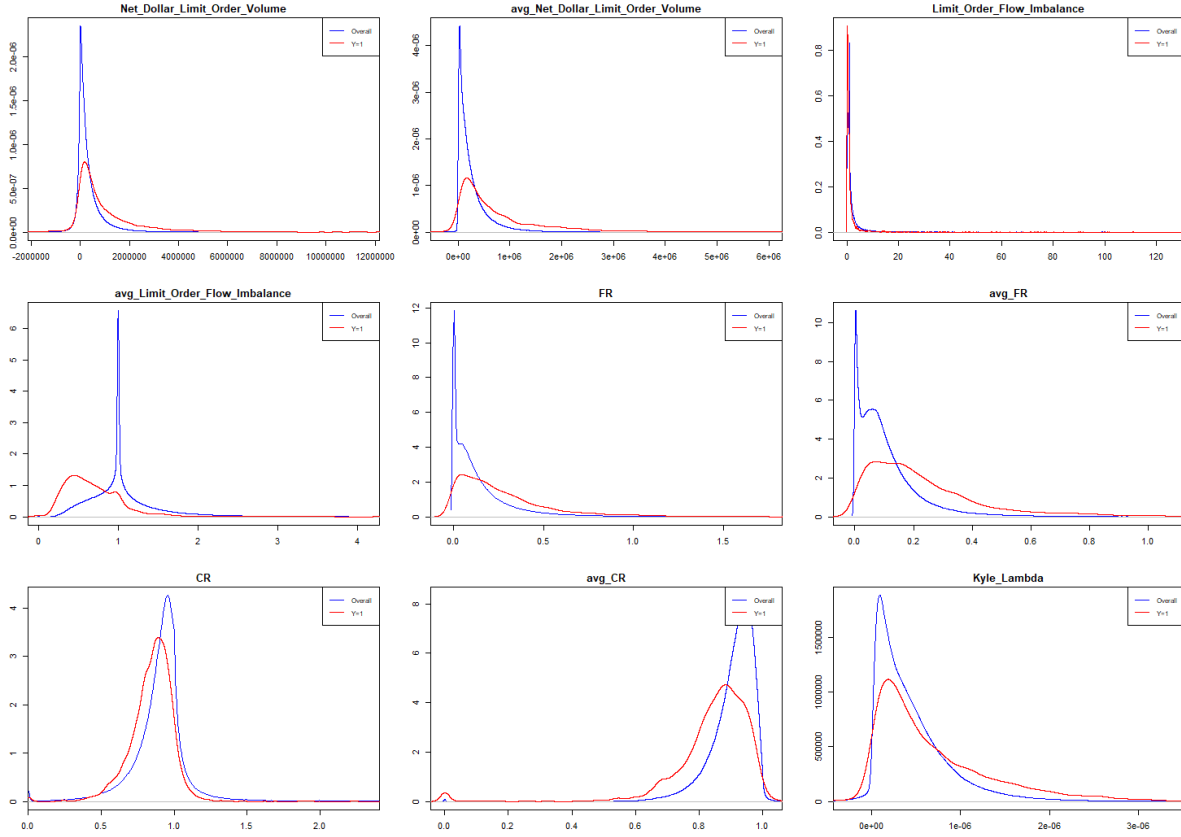 Net_Dollar_Limit_Order_Volume
Overall
Y=1
0.0e+00 5.0e-07 1.0e-06 1.5e-06 2.0e-06
-2000000 0 2000000 4000000 6000000 8000000 10000000 12000000
avg_Net_Dollar_Limit_Order_Volume
Overall
Y=1
0e+00 1e-06 2e-06 3e-06 4e-06
0e+00 1e+06 2e+06 3e+06 4e+06 5e+06 6e+06
Limit_Order_Flow_Imbalance
Overall
Y=1
0.0 0.2 0.4 0.6 0.8
0 20 40 60 80 100 120
avg_Limit_Order_Flow_Imbalance
Overall
Y=1
0 1 2 3 4 5 6
0 1 2 3 4
FR
Overall
Y=1
0 2 4 6 8 10 12
0.0 0.5 1.0 1.5
avg_FR
Overall
Y=1
0 2 4 6 8 10
0.0 0.2 0.4 0.6 0.8 1.0
CR
Overall
Y=1
0 1 2 3 4
0.0 0.5 1.0 1.5 2.0
avg_CR
Overall
Y=1
0 2 4 6 8
0.0 0.2 0.4 0.6 0.8 1.0
Kyle_Lambda
Overall
Y=1
0 500000 1000000 1500000
0e+00 1e-06 2e-06 3e-06